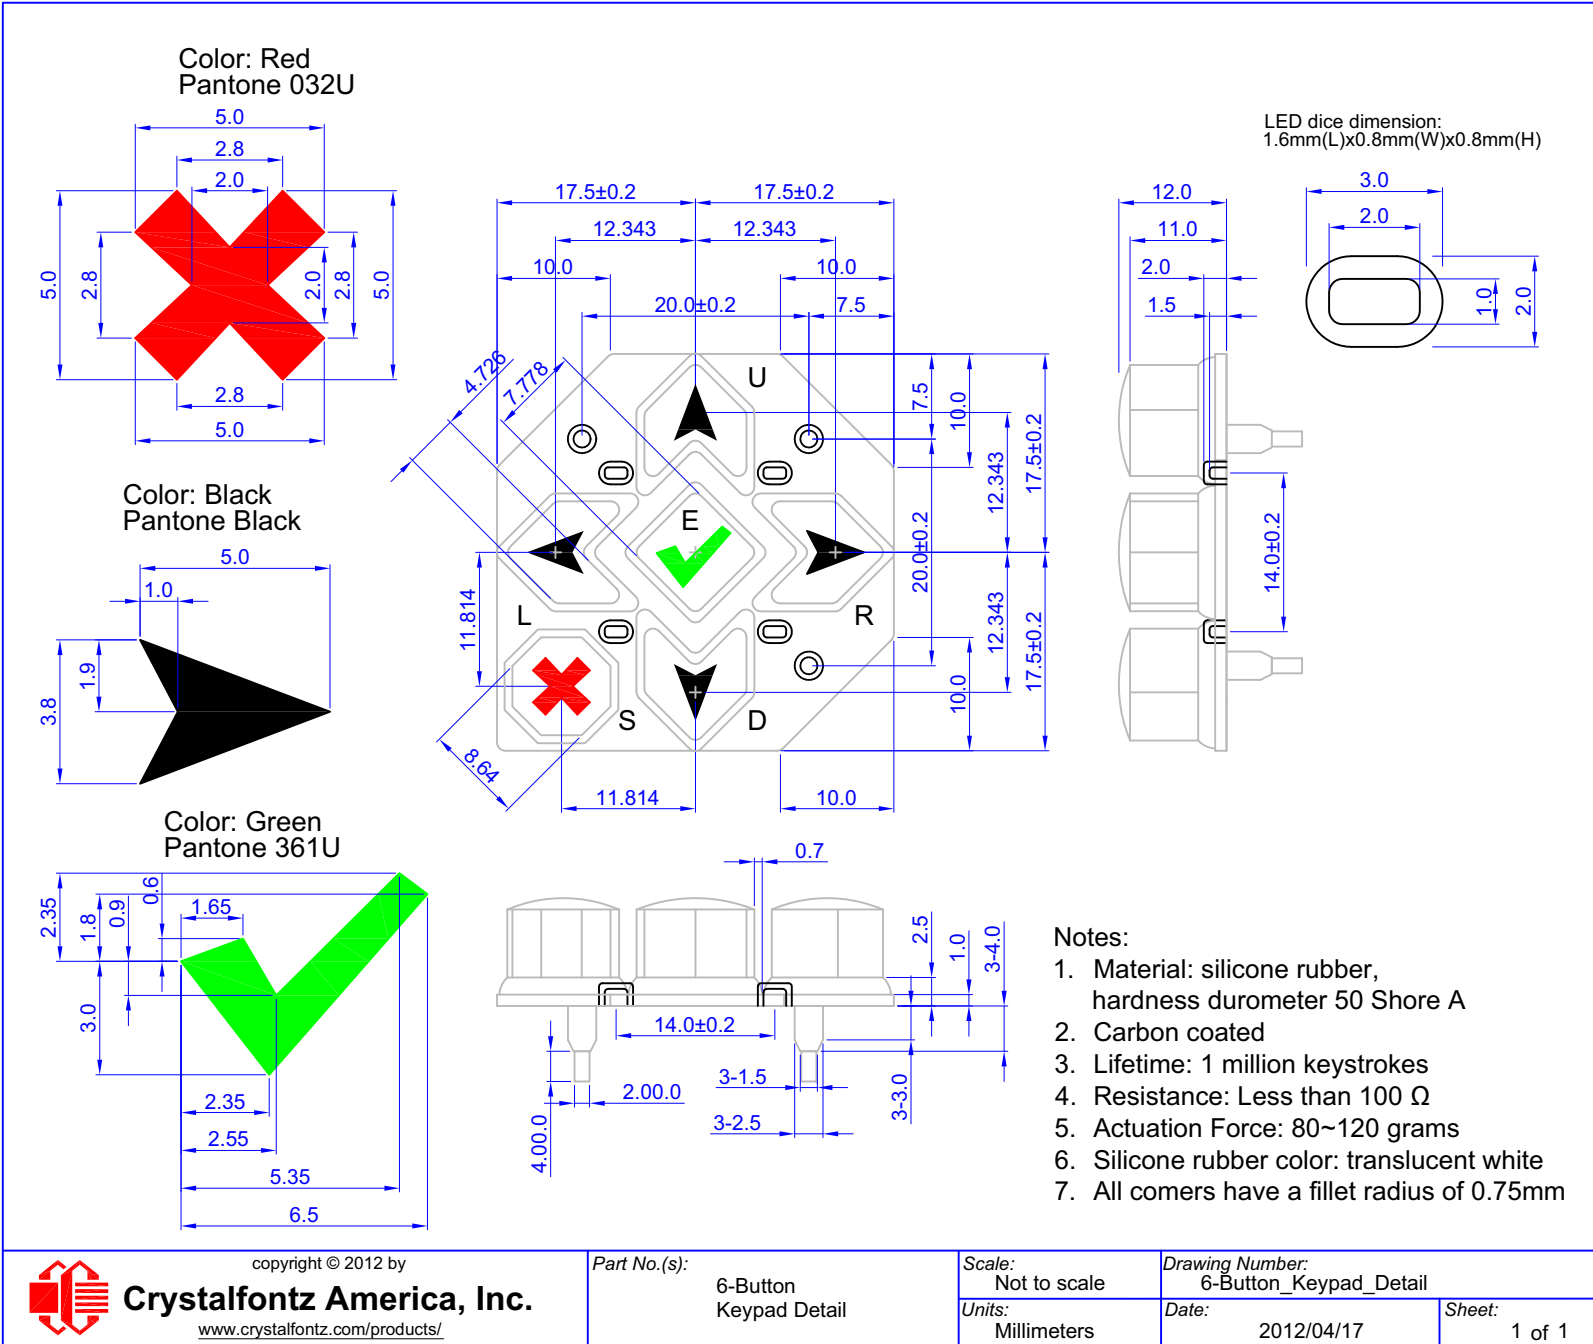 Color: Red
Pantone 032U
5.0
2.8
2.0
5.0
2.8
2.0
2.8
5.0
2.8
5.0
LED dice dimension:
1.6mm(L)x0.8mm(W)x0.8mm(H)
3.0
2.0
1.0
2.0
17.5±0.2
17.5±0.2
12.343
12.343
10.0
10.0
20.0±0.2
7.5
4.726
7.778
U
E
L
R
S
D
7.5
10.0
12.343
17.5±0.2
20.0±0.2
12.343
17.5±0.2
10.0
11.814
8.64
11.814
10.0
12.0
11.0
2.0
1.5
14.0±0.2
Color: Black
Pantone Black
5.0
1.0
1.9
3.8
Color: Green
Pantone 361U
2.35
1.8
0.9
0.6
1.65
3.0
2.35
2.55
5.35
6.5
0.7
2.5
1.0
3-4.0
14.0±0.2
3-1.5
2.00.0
3-2.5
3-3.0
4.00.0
Notes:
1. Material: silicone rubber,
hardness durometer 50 Shore A
2. Carbon coated
3. Lifetime: 1 million keystrokes
4. Resistance: Less than 100 Ω
5. Actuation Force: 80~120 grams
6. Silicone rubber color: translucent white
7. All comers have a fillet radius of 0.75mm
copyright © 2012 by
Crystalfontz America, Inc.
www.crystalfontz.com/products/
Part No.(s):
6-Button
Keypad Detail
Scale:
Not to scale
Drawing Number:
6-Button_Keypad_Detail
Units:
Millimeters
Date:
2012/04/17
Sheet:
1 of 1